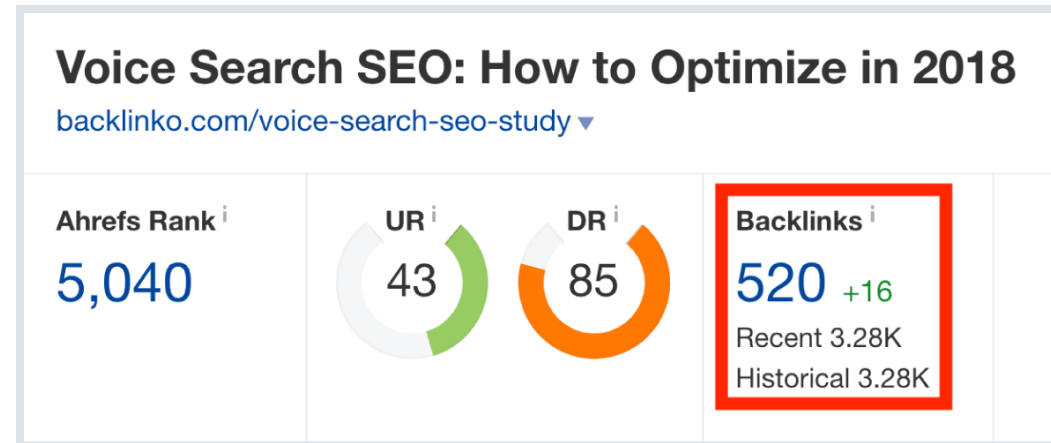 Voice Search SEO: How to Optimize in 2018
backlinko.com/voice-search-seo-study ▼
Ahrefs Rank i
5,040
UR i
43
DR i
85
Backlinks i
520 +16
Recent 3.28K
Historical 3.28K